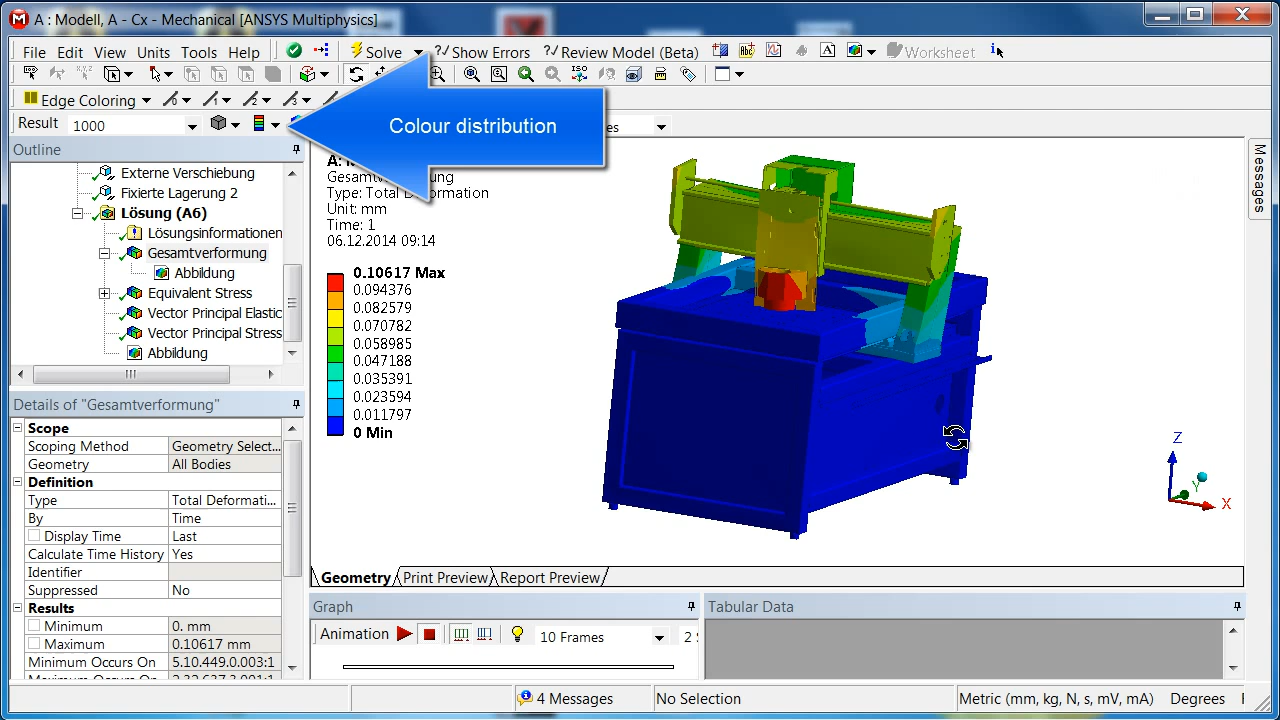 A : Modell, A - Cx - Mechanical [ANSYS Multiphysics]
File Edit View Units Tools Help Solve Show Errors Review Model (Beta) Worksheet
ISO
Edge Coloring
Result 1000
Colour distribution
Outline
Externe Verschiebung
Fixierte Lagerung 2
Lösung (A6)
Lösungsinformationen
Gesamtverformung
Abbildung
Equivalent Stress
Vector Principal Elastic
Vector Principal Stress
Abbildung
Details of "Gesamtverformung"
Scope
Scoping Method Geometry Select...
Geometry All Bodies
Definition
Type Total Deformati...
By Time
Display Time Last
Calculate Time History Yes
Identifier
Suppressed No
Results
Minimum 0. mm
Maximum 0.10617 mm
Minimum Occurs On 5.10.449.0.003:1
Type: Total Deformation
Unit: mm
Time: 1
06.12.2014 09:14
0.10617 Max
0.094376
0.082579
0.070782
0.058985
0.047188
0.035391
0.023594
0.011797
0 Min
Z
Y
X
Messages
Geometry Print Preview Report Preview
Graph
Animation 10 Frames
Tabular Data
4 Messages No Selection Metric (mm, kg, N, s, mV, mA) Degrees